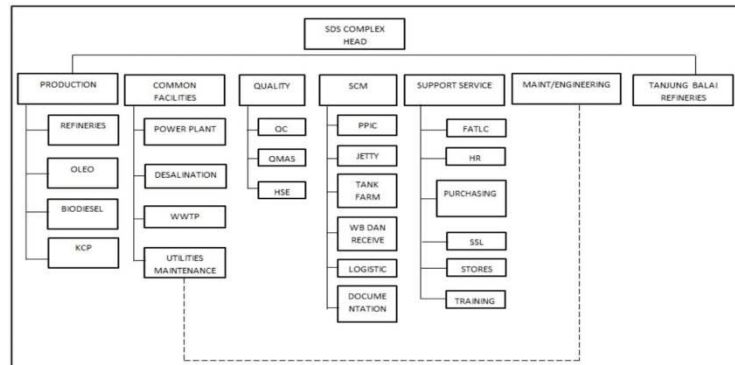 SDS COMPLEX
HEAD
PRODUCTION
COMMON
FACILITIES
QUALITY
SCM
SUPPORT SERVICE
MAINT/ENGINEERING
TANJUNG BALAI
REFINERIES
REFINERIES
OLEO
BIODIESEL
KCP
POWER PLANT
DESALINATION
WWTP
UTILITIES
MAINTENANCE
QC
QMAS
HSE
PPIC
JETTY
TANK
FARM
WB DAN
RECEIVE
LOGISTIC
DOCUME
NTATION
FATLC
HR
PURCHASING
SSL
STORES
TRAINING